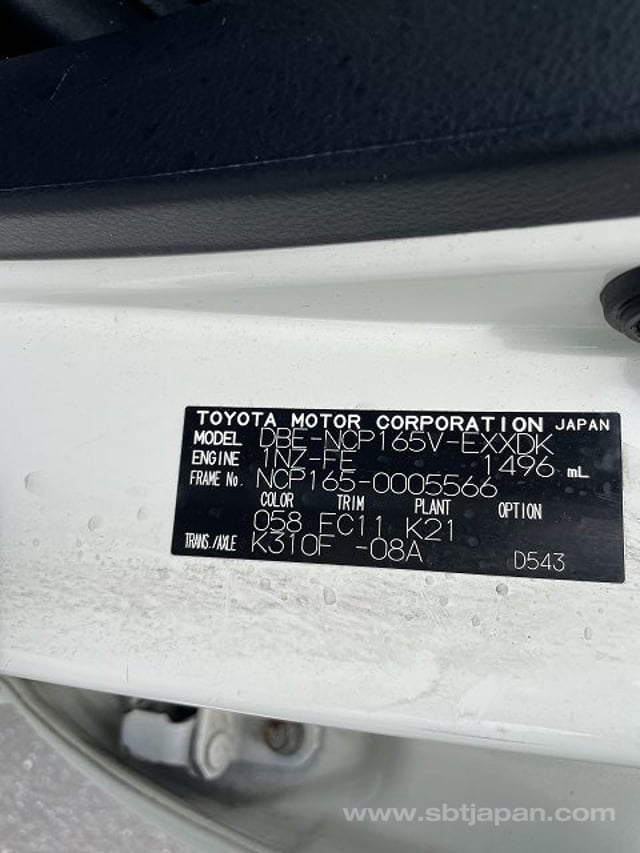 TOYOTA MOTOR CORPORATION JAPAN
MODEL DBE-NCP165V-EXXDK
ENGINE 1NZ-FE 1496 mL
FRAME No. NCP165-0005566
COLOR TRIM PLANT OPTION
058 FC11 K21
TRANS./AXLE K310F -08A D543
www.sbtjapan.com